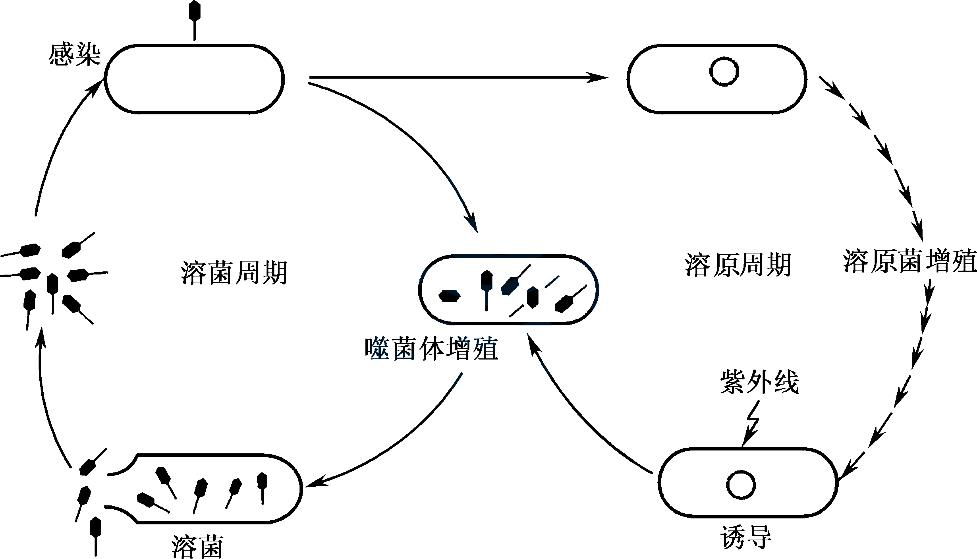 感染
溶菌周期
溶原周期
溶原菌增殖
噬菌体增殖
紫外线
溶菌
诱导